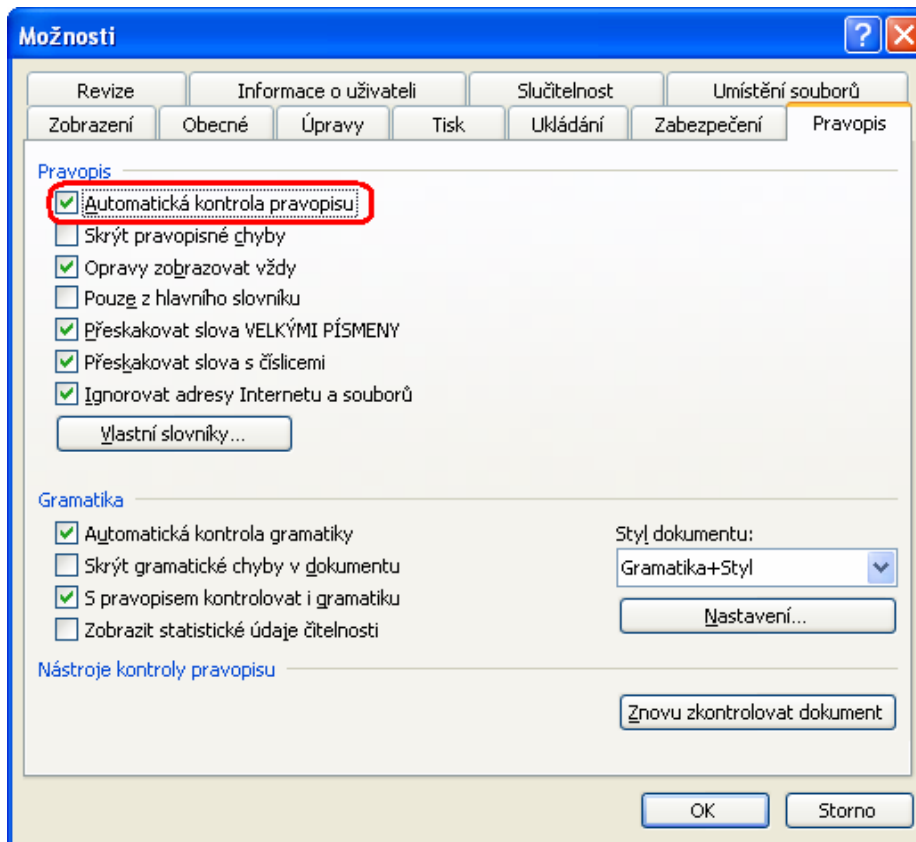 Možnosti
Revize Informace o uživateli Slučitelnost Umístění souborů
Zobrazení Obecné Úpravy Tisk Ukládání Zabezpečení Pravopis
Pravopis
Automatická kontrola pravopisu
Skrýt pravopisné chyby
Opravy zobrazovat vždy
Pouze z hlavního slovníku
Přeskakovat slova VELKÝMI PÍSMENY
Přeskakovat slova s číslicemi
Ignorovat adresy Internetu a souborů
Vlastní slovníky...
Gramatika
Automatická kontrola gramatiky Styl dokumentu:
Skrýt gramatické chyby v dokumentu Gramatika+Styl
S pravopisem kontrolovat i gramatiku
Nastavení...
Zobrazit statistické údaje čitelnosti
Nástroje kontroly pravopisu
Znovu zkontrolovat dokument
OK Storno